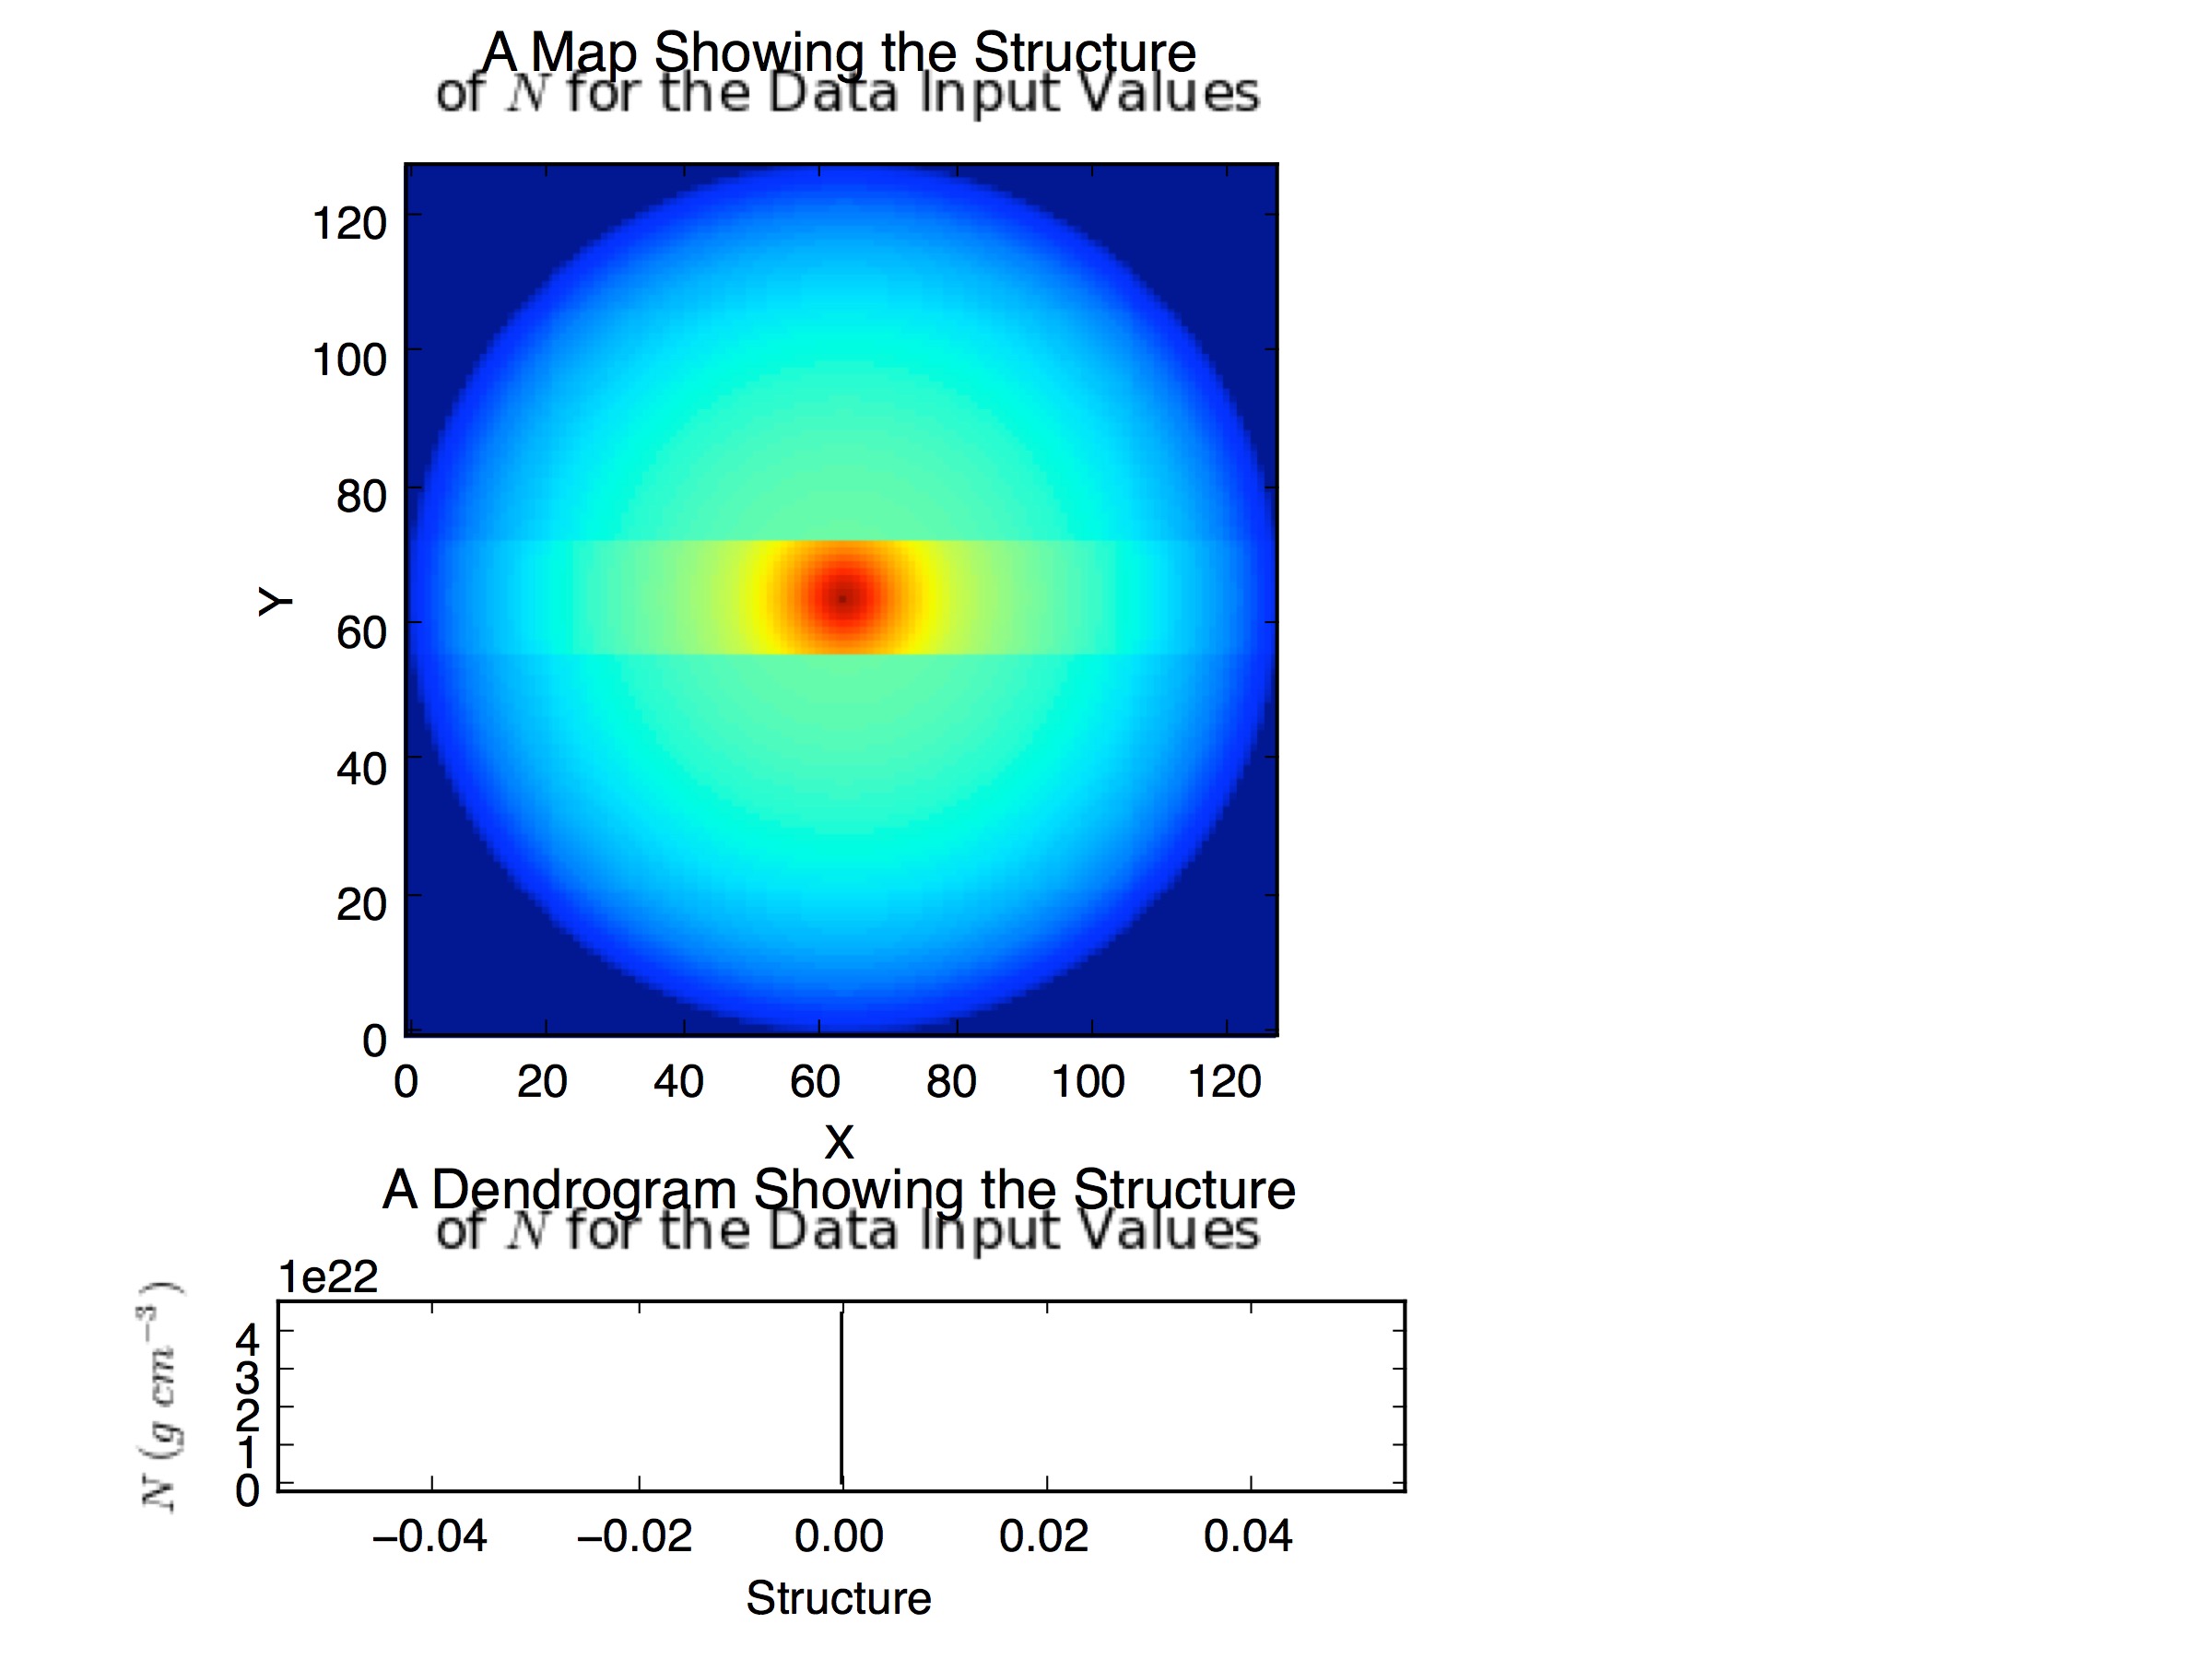 A Map Showing the Structure
of N for the Data Input Values
120
100
80
60
40
20
0
Y
0 20 40 60 80 100 120
X
A Dendrogram Showing the Structure
of N for the Data Input Values
1e22
4
3
2
1
0
N (g cm⁻³)
−0.04 −0.02 0.00 0.02 0.04
Structure